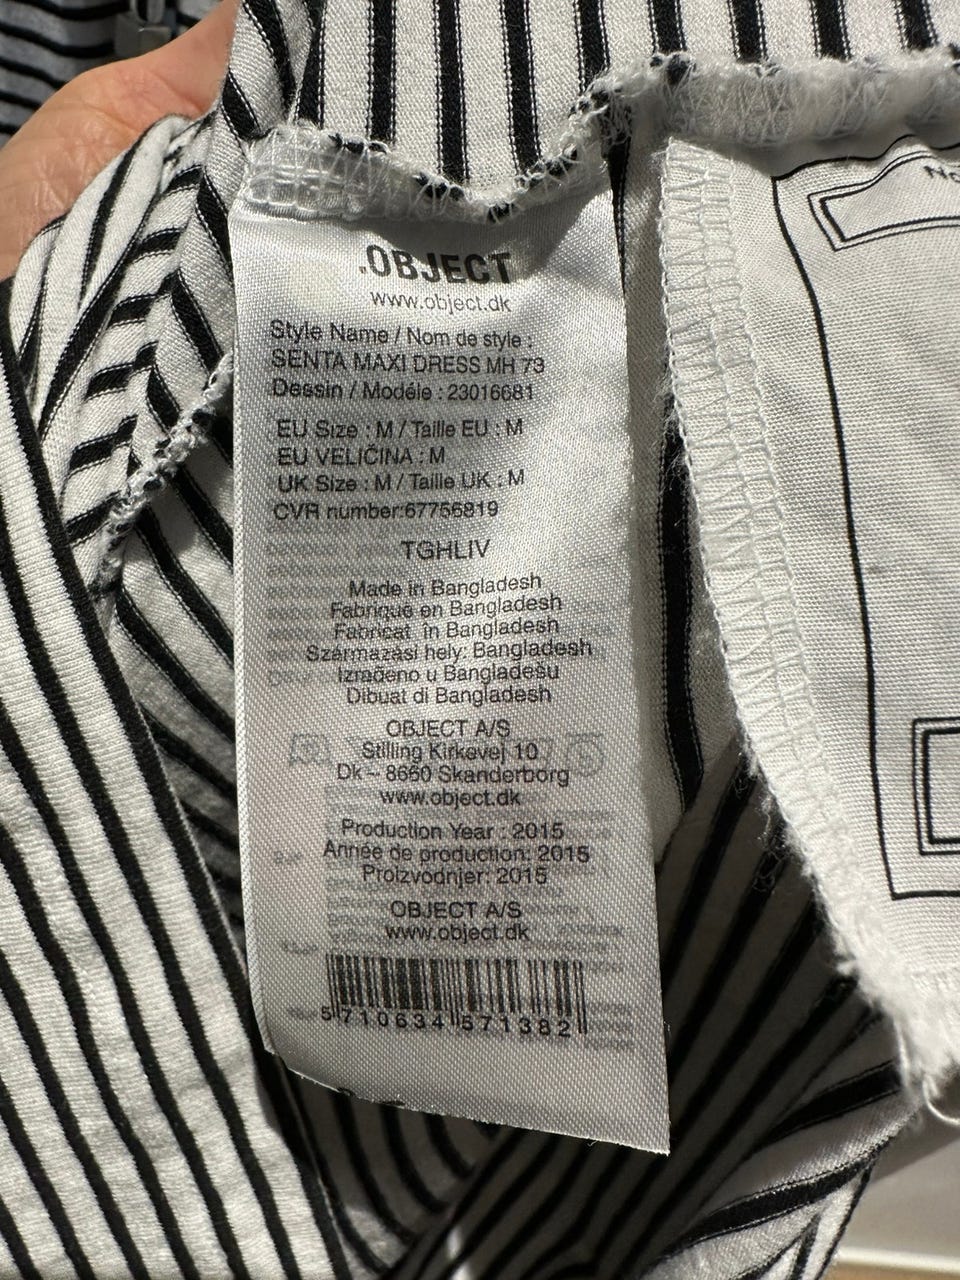 .OBJECT
www.object.dk
Style Name / Nom de style :
SENTA MAXI DRESS MH 79
Dessin / Modéle : 23016681
EU Size : M / Taille EU : M
EU VELIČINA : M
UK Size : M / Taille UK : M
CVR number:67756819
TGHLIV
Made in Bangladesh
Fabriqué en Bangladesh
Fabricat în Bangladesh
Származási hely: Bangladesh
Izrađeno u Bangladešu
Dibuat di Bangladesh
OBJECT A/S
Stilling Kirkevej 10
Dk – 8660 Skanderborg
www.object.dk
Production Year : 2015
Année de production: 2015
Proizvodnjer: 2015
OBJECT A/S
www.object.dk
5 710634 571382